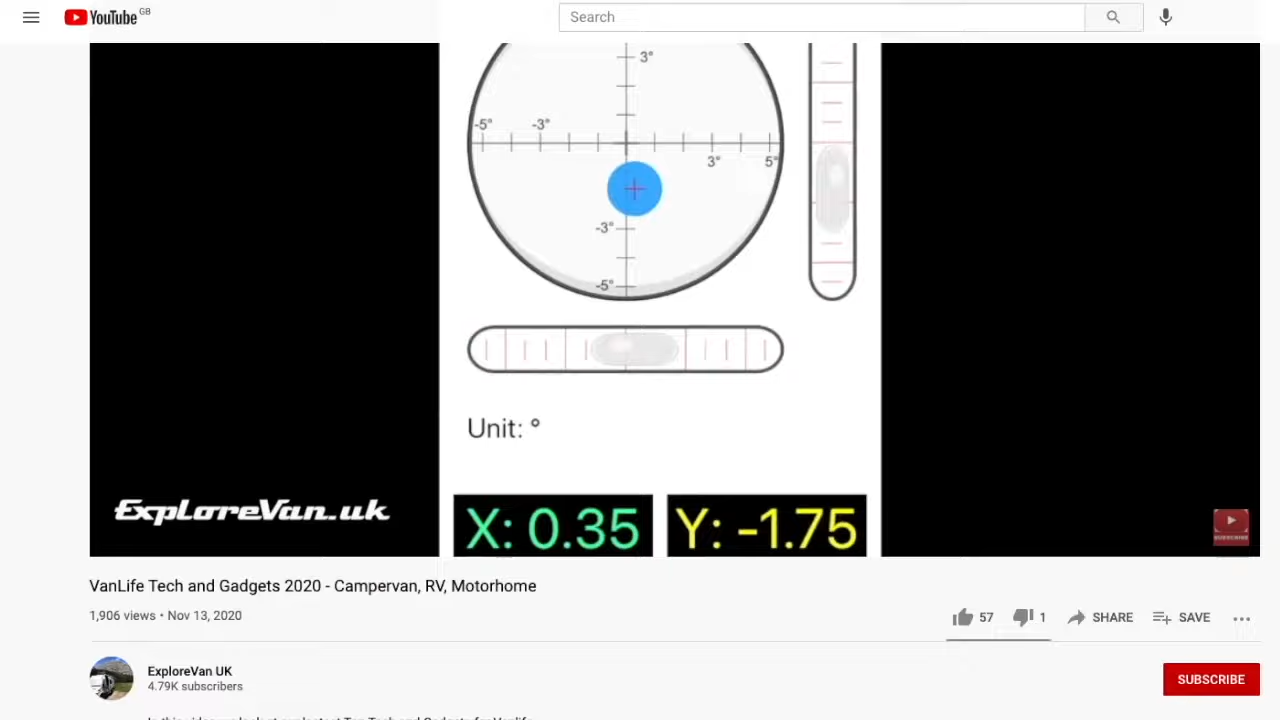 YouTube GB
Search
3°
-5°
-3°
3°
5°
-3°
-5°
Unit: °
ExploreVan.uk
X: 0.35
Y: -1.75
SUBSCRIBE
VanLife Tech and Gadgets 2020 - Campervan, RV, Motorhome
1,906 views • Nov 13, 2020
57
1
SHARE
SAVE
ExploreVan UK
4.79K subscribers
SUBSCRIBE